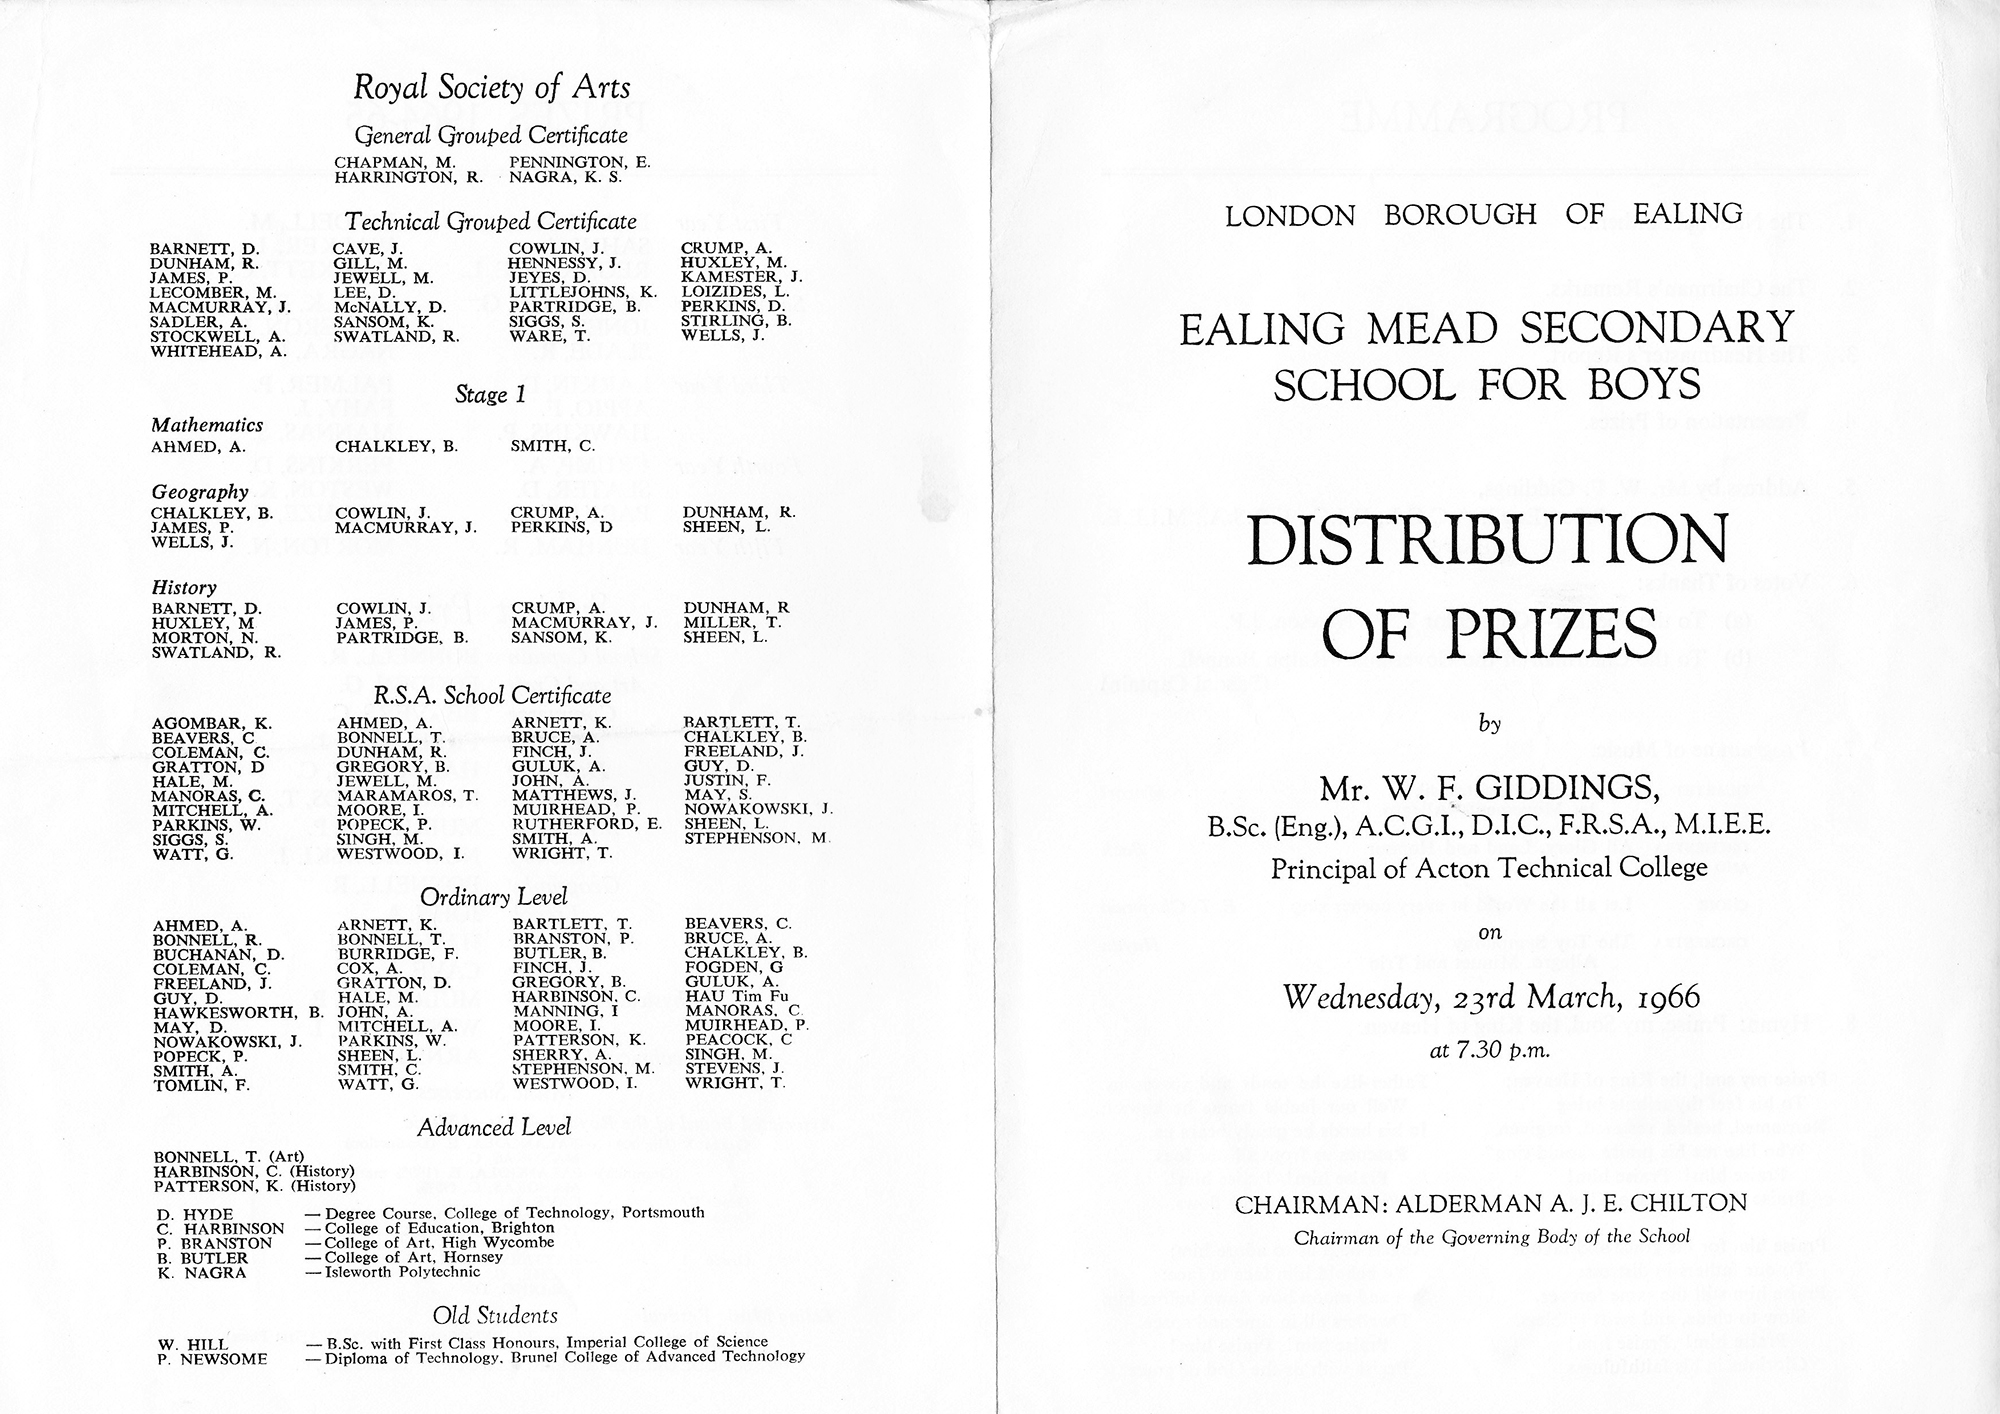 Royal Society of Arts
General Grouped Certificate
CHAPMAN, M. PENNINGTON, E.
HARRINGTON, R. NAGRA, K. S.
Technical Grouped Certificate
BARNETT, D. CAVE, J. COWLIN, J. CRUMP, A.
DUNHAM, R. GILL, M. HENNESSY, J. HUXLEY, M.
JAMES, P. JEWELL, M. JEYES, D. KAMESTER, J.
LECOMBER, M. LEE, D. LITTLEJOHNS, K. LOIZIDES, L.
MACMURRAY, J. McNALLY, D. PARTRIDGE, B. PERKINS, D.
SADLER, A. SANSOM, K. SIGGS, S. STIRLING, B.
STOCKWELL, A. SWATLAND, R. WARE, T. WELLS, J.
WHITEHEAD, A.
Stage 1
Mathematics
AHMED, A. CHALKLEY, B. SMITH, C.
Geography
CHALKLEY, B. COWLIN, J. CRUMP, A. DUNHAM, R.
JAMES, P. MACMURRAY, J. PERKINS, D SHEEN, L.
WELLS, J.
History
BARNETT, D. COWLIN, J. CRUMP, A. DUNHAM, R
HUXLEY, M JAMES, P. MACMURRAY, J. MILLER, T.
MORTON, N. PARTRIDGE, B. SANSOM, K. SHEEN, L.
SWATLAND, R.
R.S.A. School Certificate
AGOMBAR, K. AHMED, A. ARNETT, K. BARTLETT, T.
BEAVERS, C BONNELL, T. BRUCE, A. CHALKLEY, B.
COLEMAN, C. DUNHAM, R. FINCH, J. FREELAND, J.
GRATTON, D GREGORY, B. GULUK, A. GUY, D.
HALE, M. JEWELL, M. JOHN, A. JUSTIN, F.
MANORAS, C. MARAMAROS, T. MATTHEWS, J. MAY, S.
MITCHELL, A. MOORE, I. MUIRHEAD, P. NOWAKOWSKI, J.
PARKINS, W. POPECK, P. RUTHERFORD, E. SHEEN, L.
SIGGS, S. SINGH, M. SMITH, A. STEPHENSON, M.
WATT, G. WESTWOOD, I. WRIGHT, T.
Ordinary Level
AHMED, A. ARNETT, K. BARTLETT, T. BEAVERS, C.
BONNELL, R. BONNELL, T. BRANSTON, P. BRUCE, A.
BUCHANAN, D. BURRIDGE, F. BUTLER, B. CHALKLEY, B.
COLEMAN, C. COX, A. FINCH, J. FOGDEN, G
FREELAND, J. GRATTON, D. GREGORY, B. GULUK, A.
GUY, D. HALE, M. HARBINSON, C. HAU Tim Fu
HAWKESWORTH, B. JOHN, A. MANNING, I MANORAS, C.
MAY, D. MITCHELL, A. MOORE, I. MUIRHEAD, P.
NOWAKOWSKI, J. PARKINS, W. PATTERSON, K. PEACOCK, C
POPECK, P. SHEEN, L. SHERRY, A. SINGH, M.
SMITH, A. SMITH, C. STEPHENSON, M. STEVENS, J.
TOMLIN, F. WATT, G. WESTWOOD, I. WRIGHT, T.
Advanced Level
BONNELL, T. (Art)
HARBINSON, C. (History)
PATTERSON, K. (History)
D. HYDE — Degree Course, College of Technology, Portsmouth
C. HARBINSON — College of Education, Brighton
P. BRANSTON — College of Art, High Wycombe
B. BUTLER — College of Art, Hornsey
K. NAGRA — Isleworth Polytechnic
Old Students
W. HILL — B.Sc. with First Class Honours, Imperial College of Science
P. NEWSOME — Diploma of Technology, Brunel College of Advanced Technology
LONDON BOROUGH OF EALING
EALING MEAD SECONDARY
SCHOOL FOR BOYS
DISTRIBUTION
OF PRIZES
by
Mr. W. F. GIDDINGS,
B.Sc. (Eng.), A.C.G.I., D.I.C., F.R.S.A., M.I.E.E.
Principal of Acton Technical College
on
Wednesday, 23rd March, 1966
at 7.30 p.m.
CHAIRMAN: ALDERMAN A. J. E. CHILTON
Chairman of the Governing Body of the School